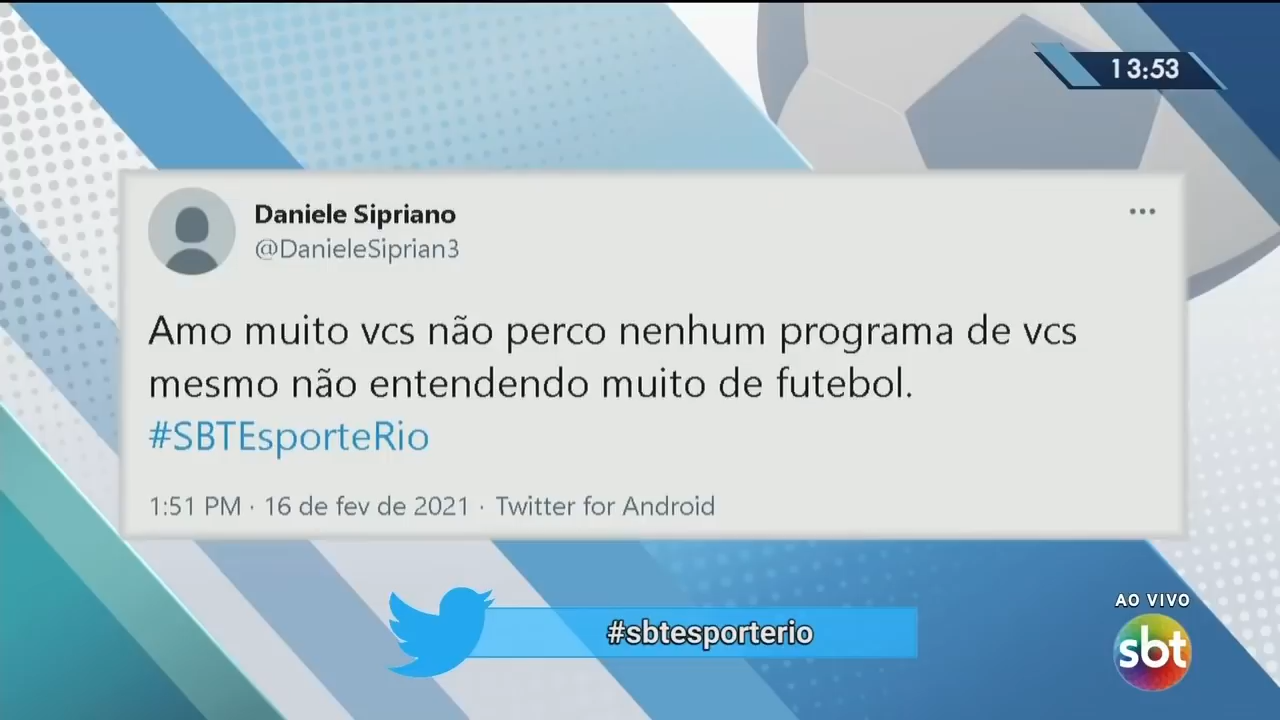 13:53
Daniele Sipriano
@DanieleSiprian3
Amo muito vcs não perco nenhum programa de vcs
mesmo não entendendo muito de futebol.
#SBTEsporteRio
1:51 PM · 16 de fev de 2021 · Twitter for Android
#sbtesporterio
AO VIVO
sbt